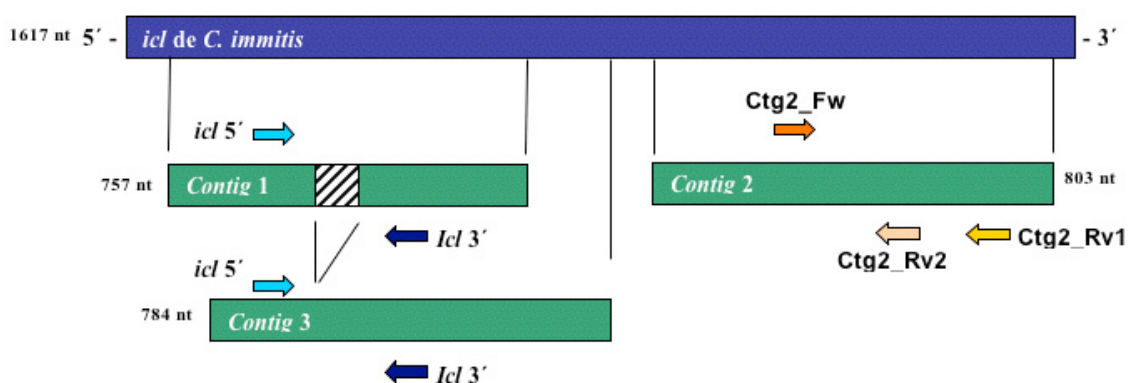 1617 nt 5´ - icl de C. immitis - 3´
Ctg2_Fw
icl 5´
757 nt Contig 1 Contig 2 803 nt
Icl 3´ Ctg2_Rv1
Ctg2_Rv2
icl 5´
784 nt Contig 3
Icl 3´